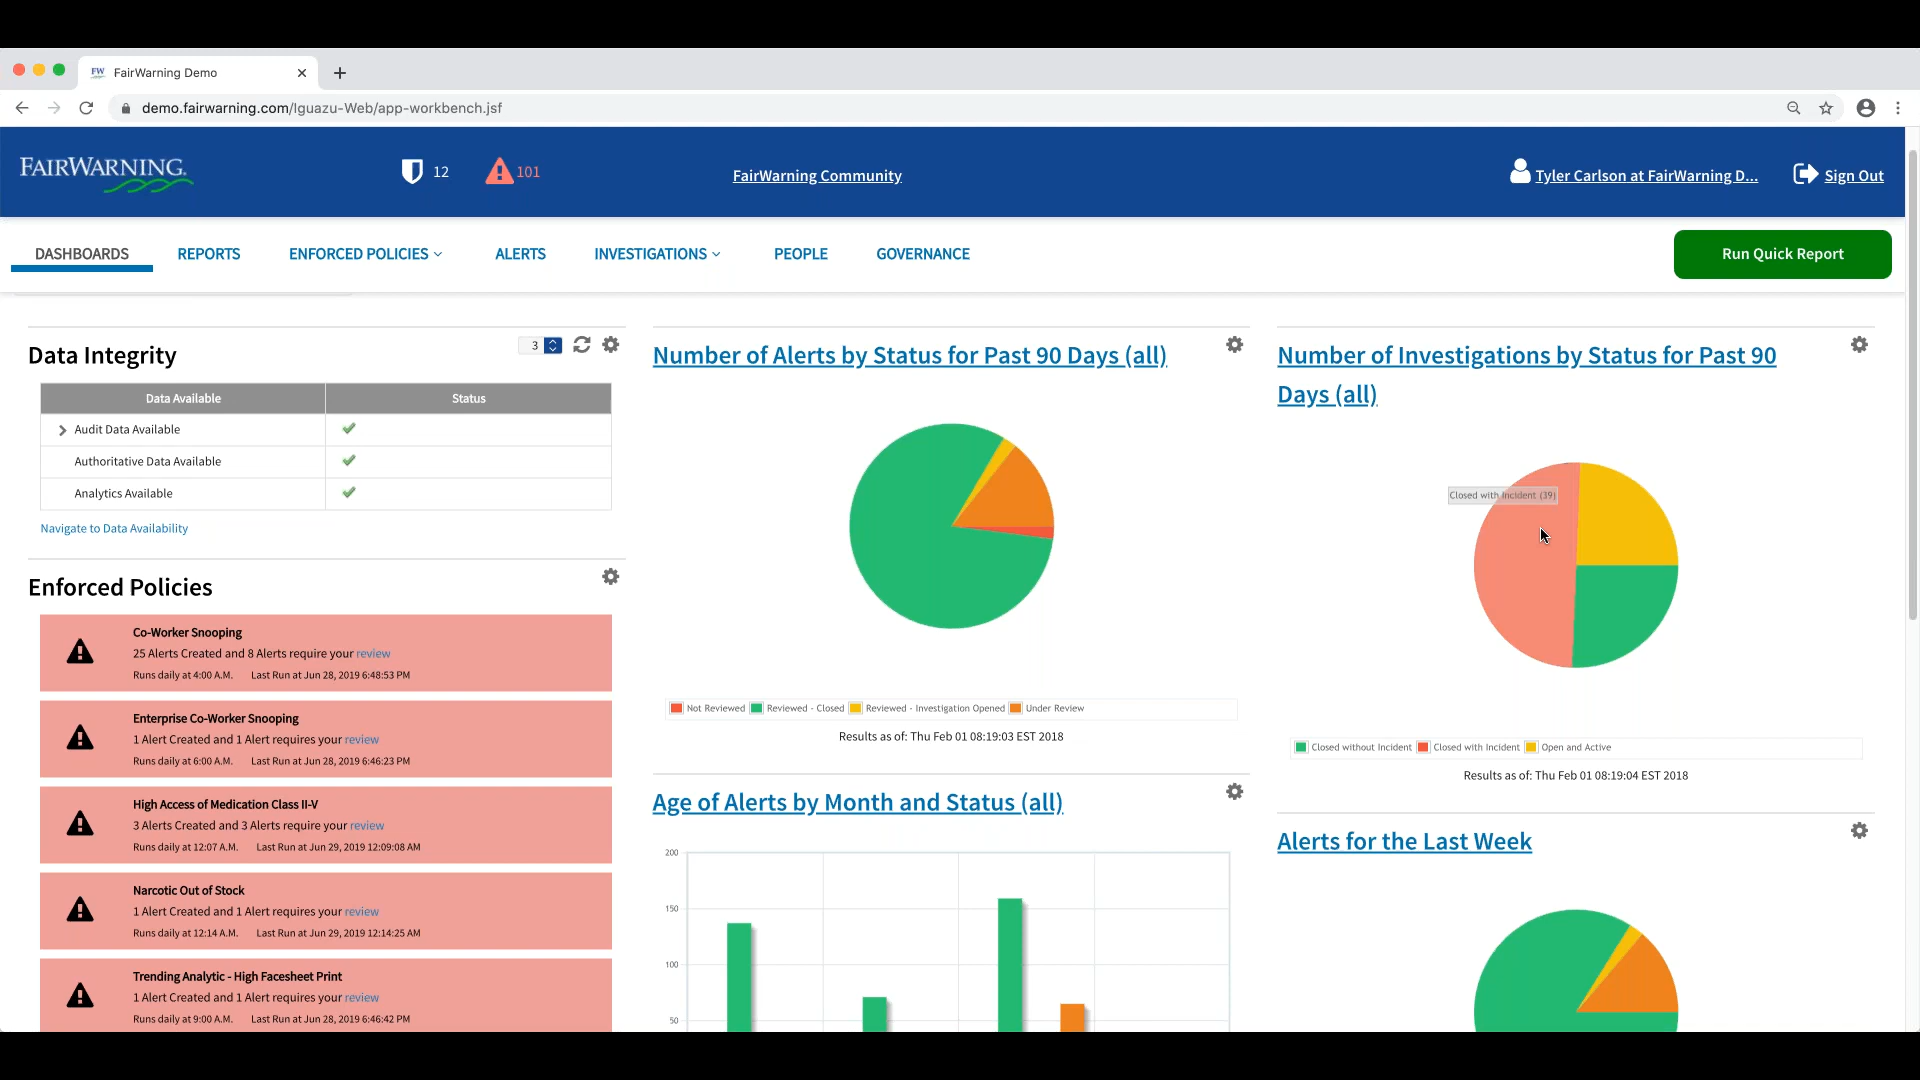 FW FairWarning Demo
demo.fairwarning.com/Iguazu-Web/app-workbench.jsf
FAIRWARNING.
12
101
FairWarning Community
Tyler Carlson at FairWarning D...
Sign Out
DASHBOARDS
REPORTS
ENFORCED POLICIES
ALERTS
INVESTIGATIONS
PEOPLE
GOVERNANCE
Run Quick Report
Data Integrity
3
Data Available
Status
Audit Data Available
Authoritative Data Available
Analytics Available
Navigate to Data Availability
Enforced Policies
Co-Worker Snooping
25 Alerts Created and 8 Alerts require your review
Runs daily at 4:00 A.M. Last Run at Jun 28, 2019 6:48:53 PM
Enterprise Co-Worker Snooping
1 Alert Created and 1 Alert requires your review
Runs daily at 6:00 A.M. Last Run at Jun 28, 2019 6:46:23 PM
High Access of Medication Class II-V
3 Alerts Created and 3 Alerts require your review
Runs daily at 12:07 A.M. Last Run at Jun 29, 2019 12:09:08 AM
Narcotic Out of Stock
1 Alert Created and 1 Alert requires your review
Runs daily at 12:14 A.M. Last Run at Jun 29, 2019 12:14:25 AM
Trending Analytic - High Facesheet Print
1 Alert Created and 1 Alert requires your review
Runs daily at 9:00 A.M. Last Run at Jun 28, 2019 6:46:42 PM
Number of Alerts by Status for Past 90 Days (all)
Not Reviewed Reviewed - Closed Reviewed - Investigation Opened Under Review
Results as of: Thu Feb 01 08:19:03 EST 2018
Age of Alerts by Month and Status (all)
200
150
100
50
Number of Investigations by Status for Past 90
Days (all)
Closed with Incident (39)
Closed without Incident Closed with Incident Open and Active
Results as of: Thu Feb 01 08:19:04 EST 2018
Alerts for the Last Week